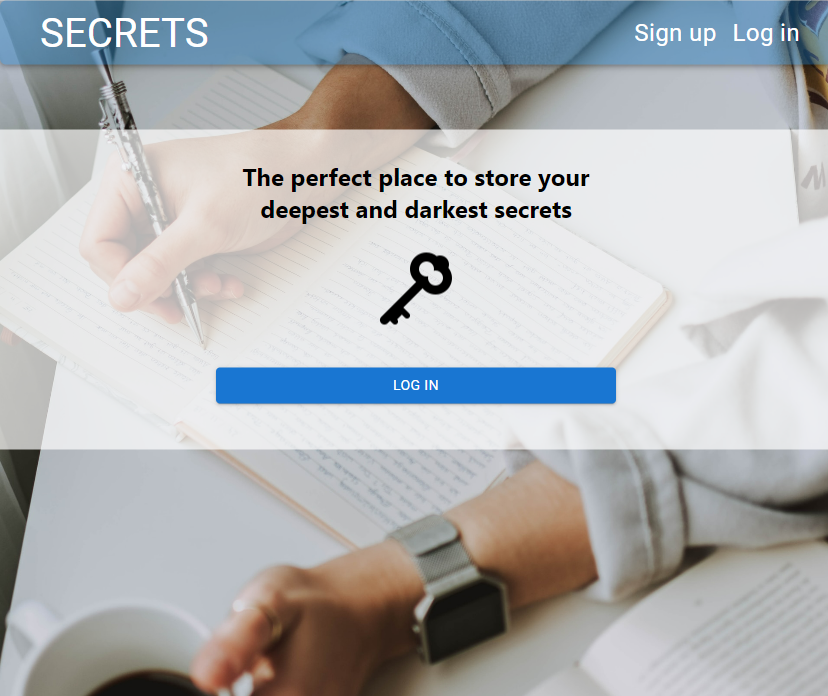 SECRETS
Sign up Log in
The perfect place to store your
deepest and darkest secrets
LOG IN